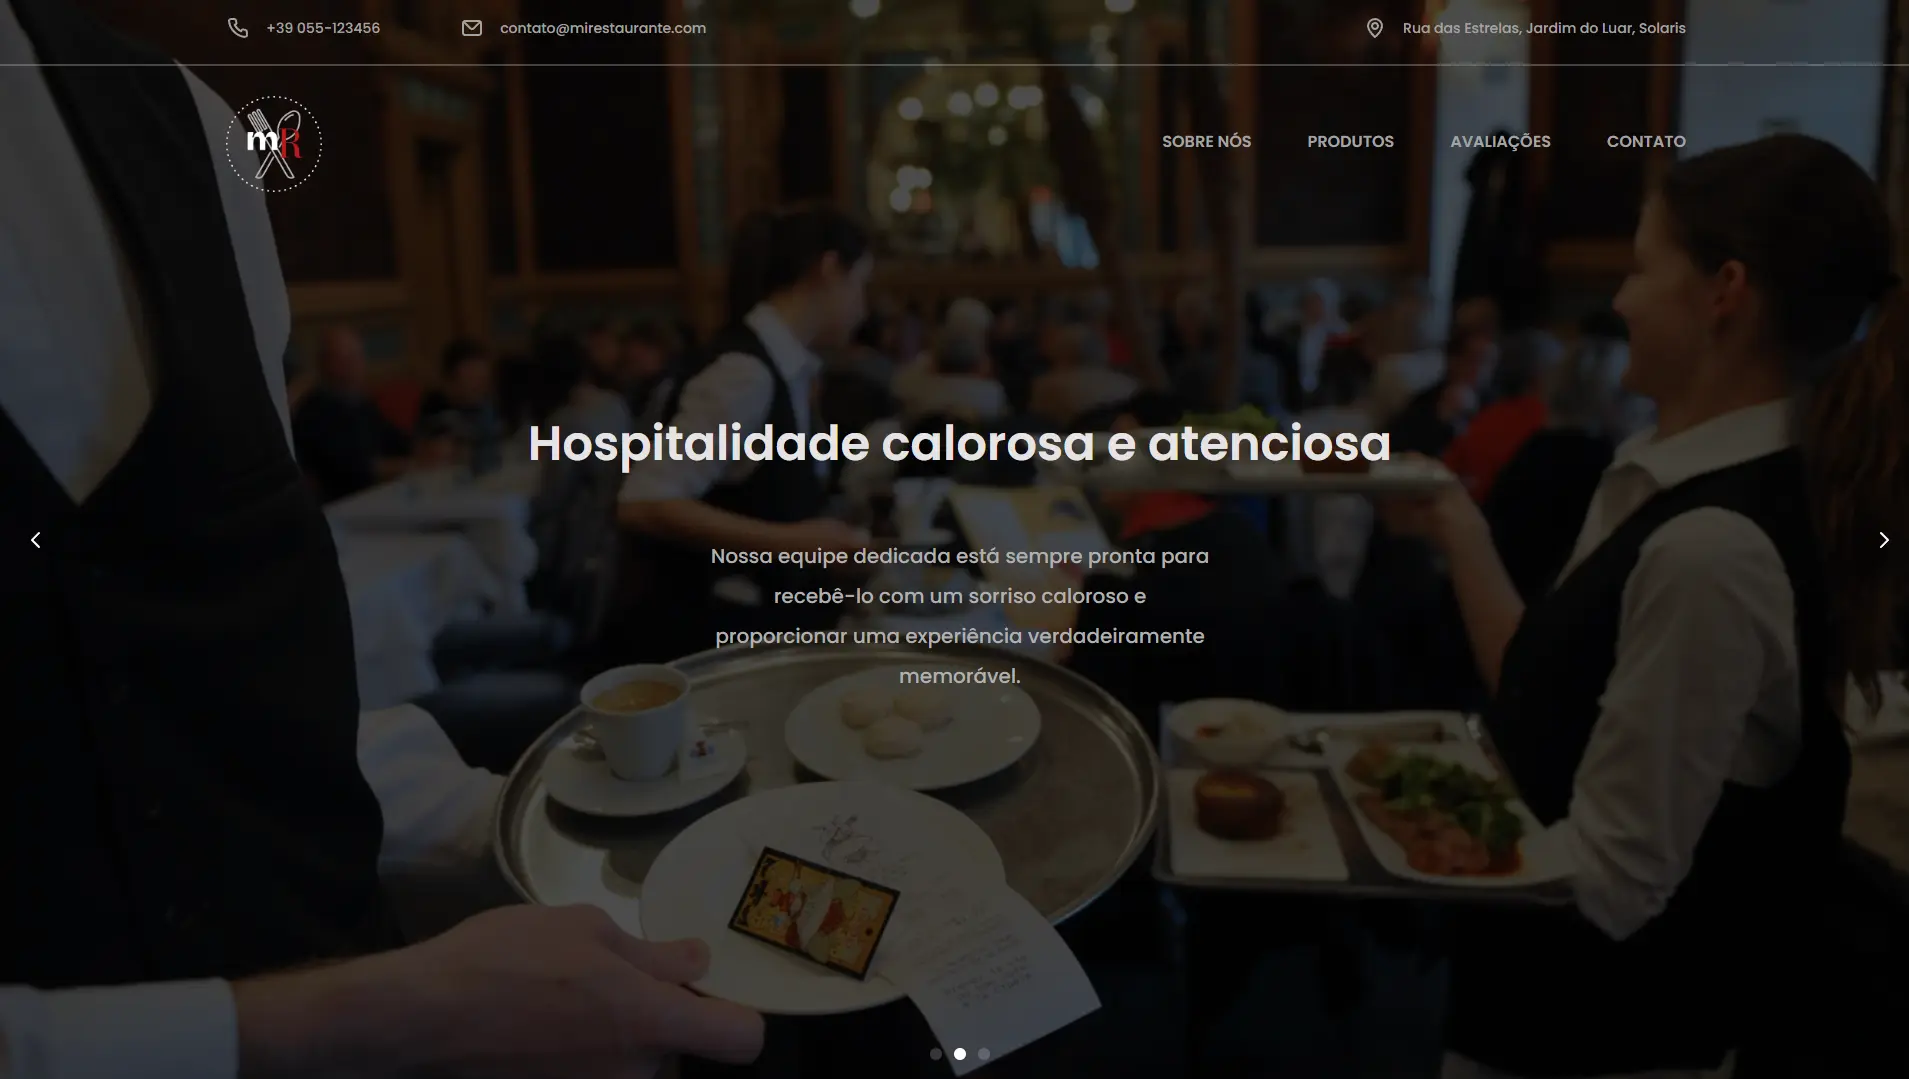 +39 055-123456
contato@mirestaurante.com
Rua das Estrelas, Jardim do Luar, Solaris
mR
SOBRE NÓS
PRODUTOS
AVALIAÇÕES
CONTATO
Hospitalidade calorosa e atenciosa
Nossa equipe dedicada está sempre pronta para
recebê-lo com um sorriso caloroso e
proporcionar uma experiência verdadeiramente
memorável.